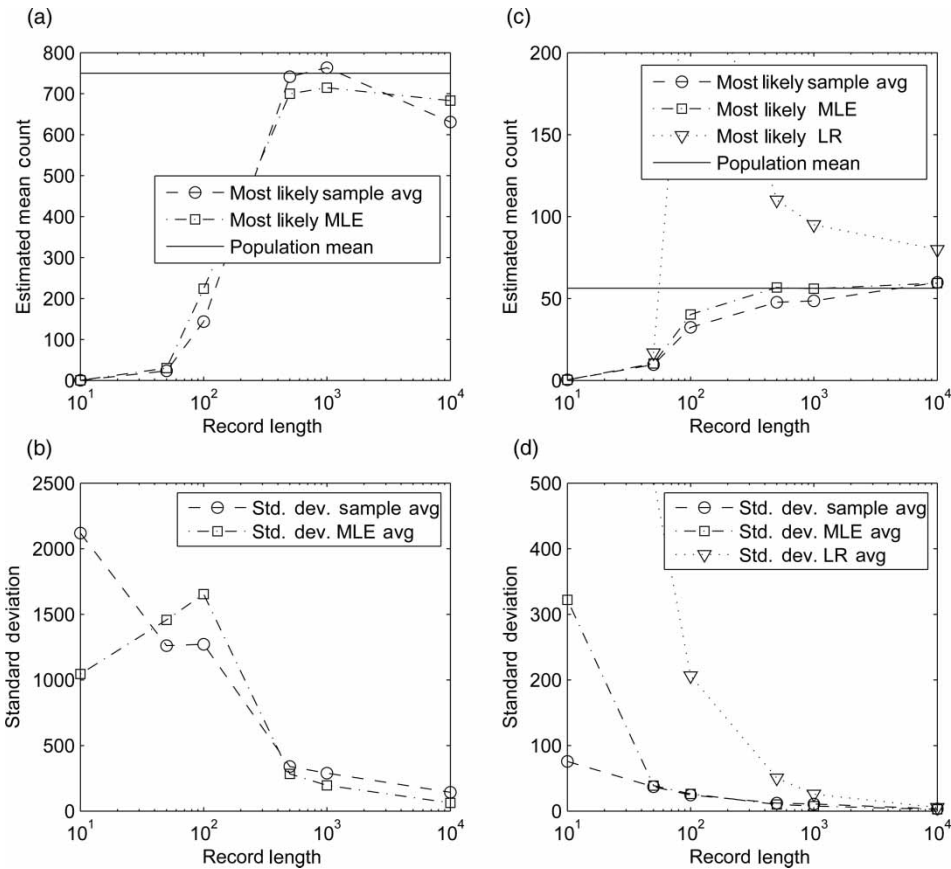 (a)
800
700
600
500
400
300
200
100
0
Estimated mean count
Most likely sample avg
Most likely MLE
Population mean
10^1
10^2
10^3
10^4
Record length
(c)
200
150
100
50
0
Estimated mean count
Most likely sample avg
Most likely MLE
Most likely LR
Population mean
10^1
10^2
10^3
10^4
Record length
(b)
2500
2000
1500
1000
500
0
Standard deviation
Std. dev. sample avg
Std. dev. MLE avg
10^1
10^2
10^3
10^4
Record length
(d)
500
400
300
200
100
0
Standard deviation
Std. dev. sample avg
Std. dev. MLE avg
Std. dev. LR avg
10^1
10^2
10^3
10^4
Record length